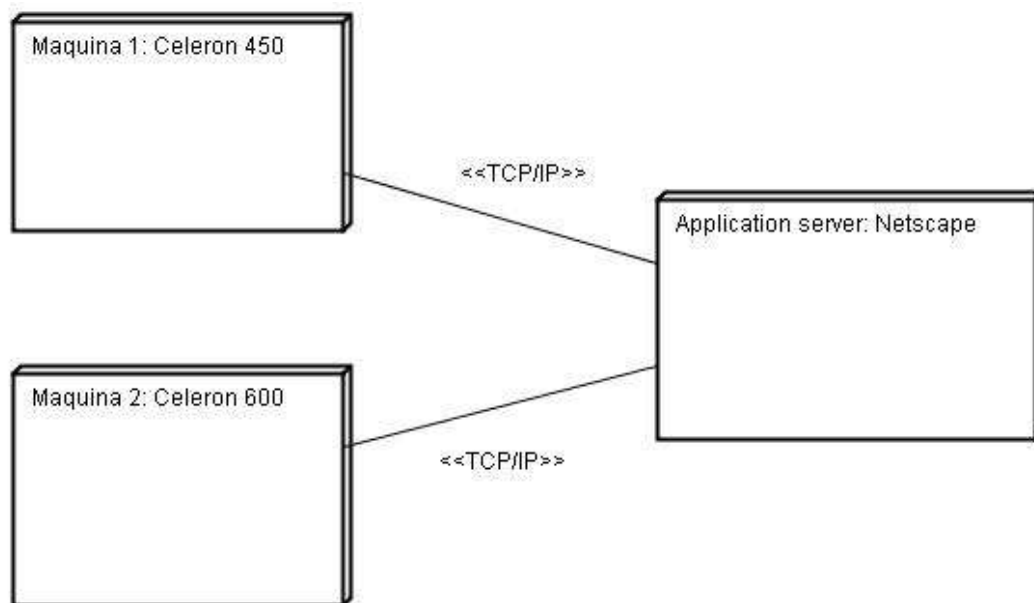 Maquina 1: Celeron 450
<<TCP/IP>>
Application server: Netscape
Maquina 2: Celeron 600
<<TCP/IP>>